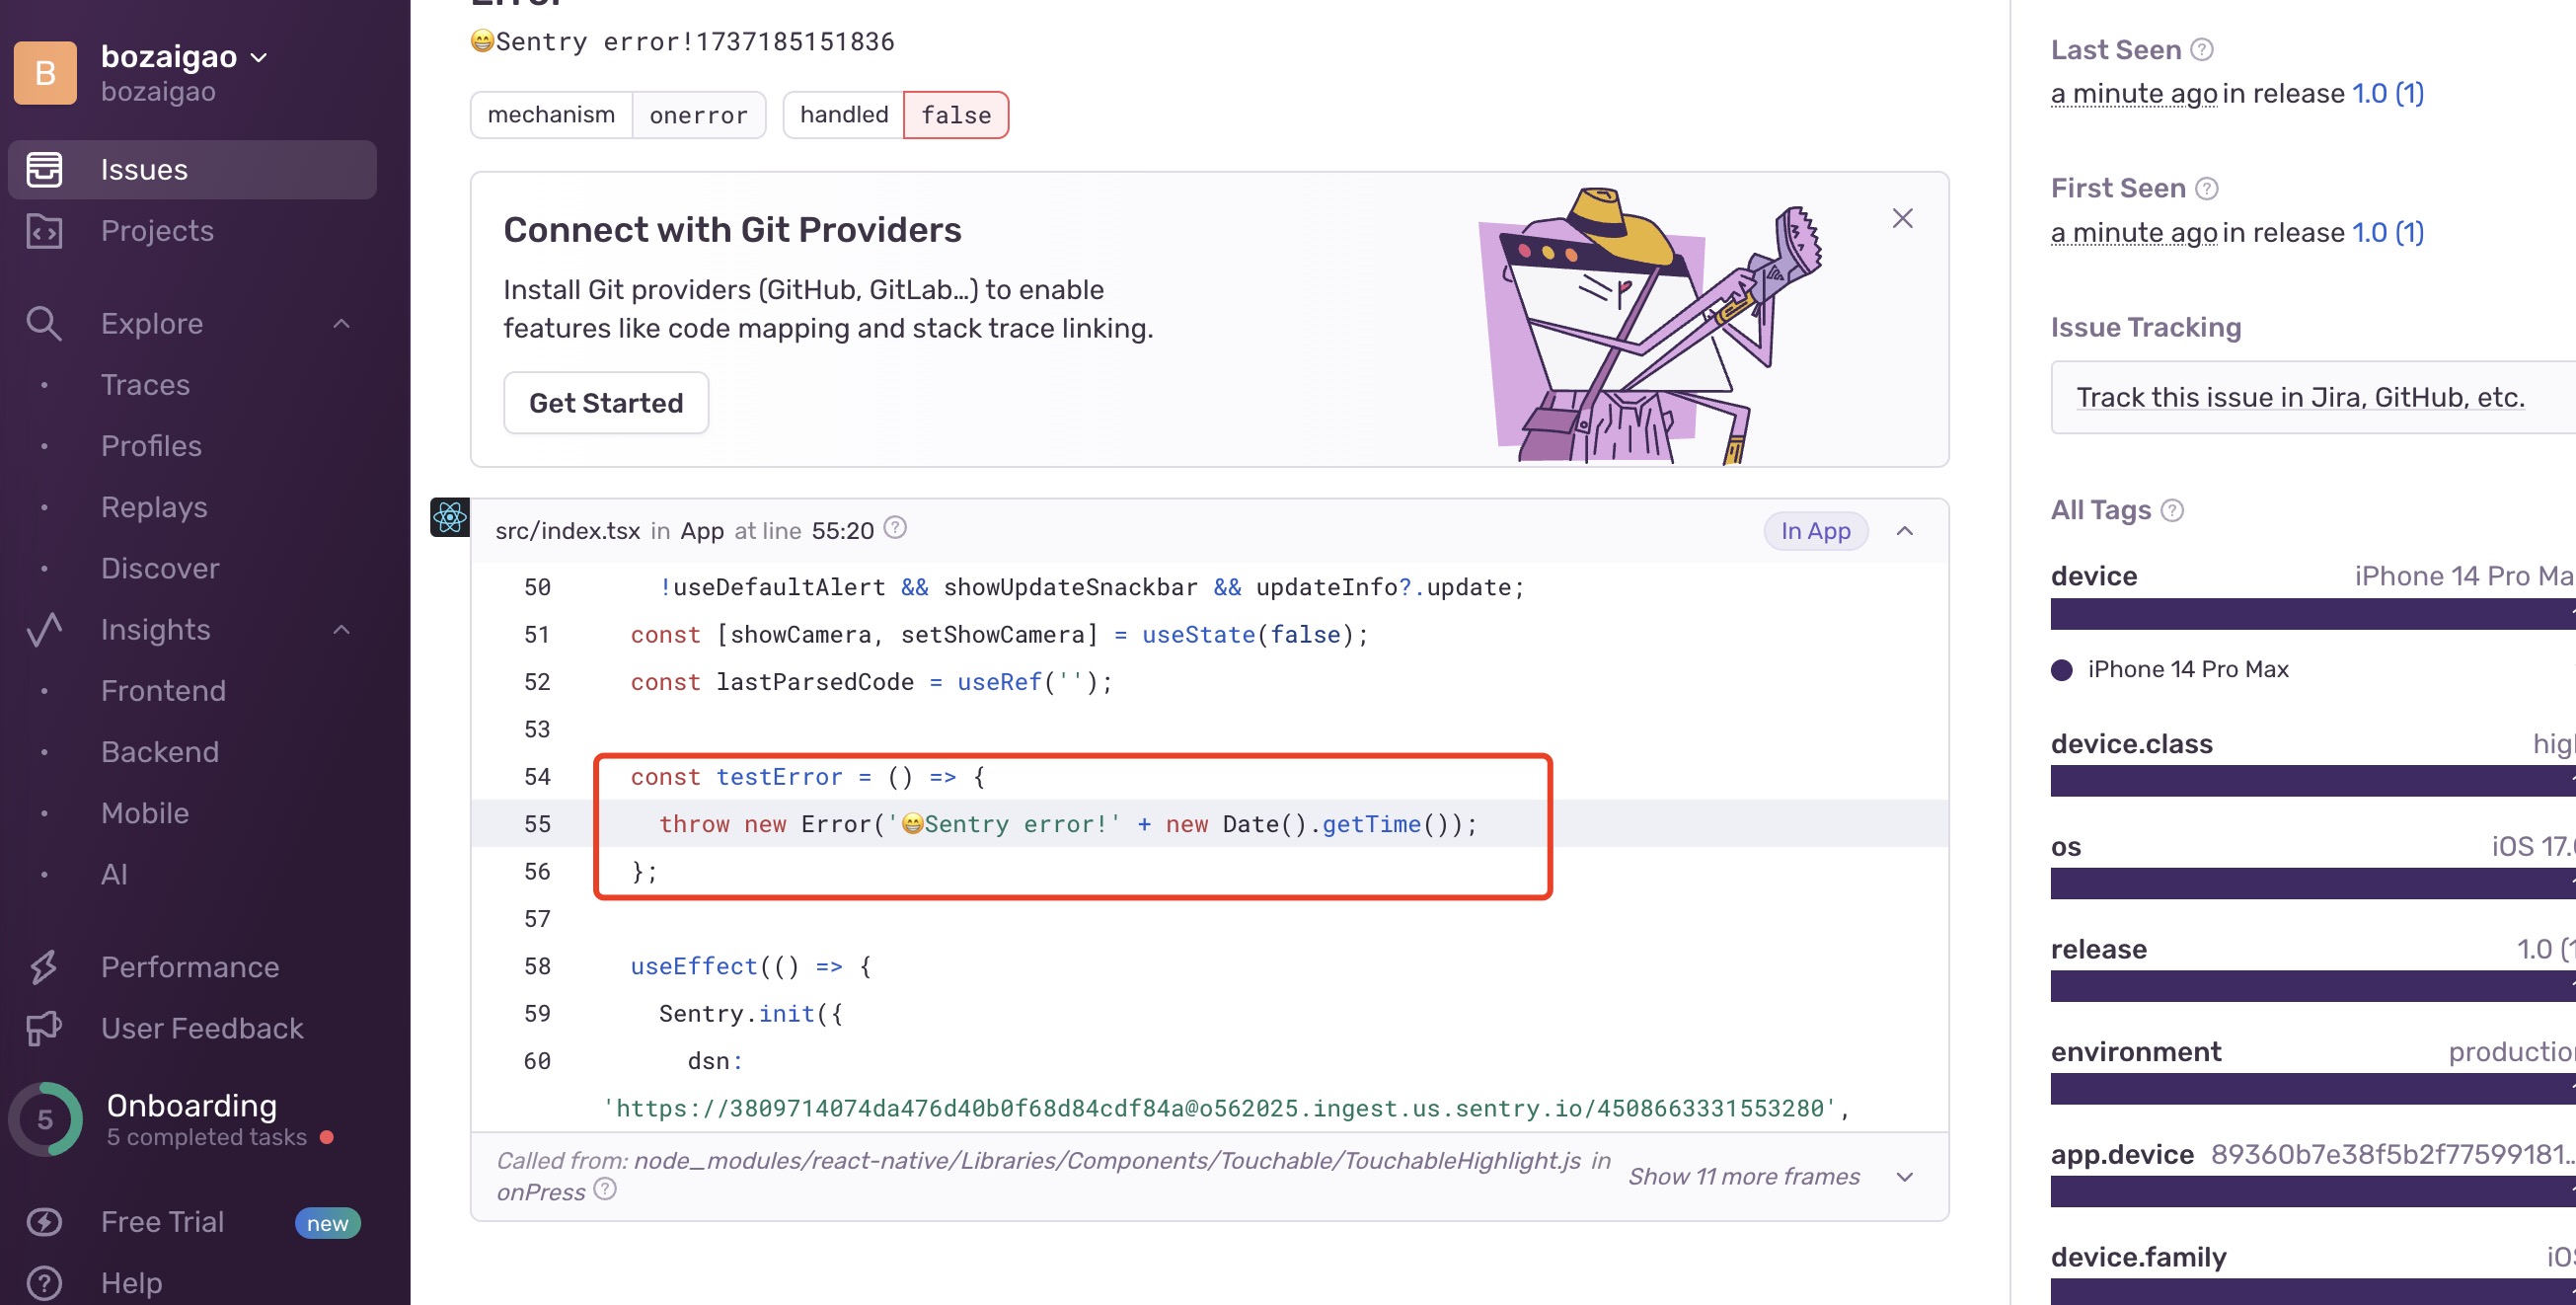 B
bozaigao
bozaigao
Issues
Projects
Explore
Traces
Profiles
Replays
Discover
Insights
Frontend
Backend
Mobile
AI
Performance
User Feedback
5
Onboarding
5 completed tasks
Free Trial new
Help
Error
😁Sentry error!1737185151836
mechanism onerror handled false
Connect with Git Providers
Install Git providers (GitHub, GitLab…) to enable
features like code mapping and stack trace linking.
Get Started
src/index.tsx in App at line 55:20 In App
50 !useDefaultAlert && showUpdateSnackbar && updateInfo?.update;
51 const [showCamera, setShowCamera] = useState(false);
52 const lastParsedCode = useRef('');
53
54 const testError = () => {
55 throw new Error('😁Sentry error!' + new Date().getTime());
56 };
57
58 useEffect(() => {
59 Sentry.init({
60 dsn:
'https://3809714074da476d40b0f68d84cdf84a@o562025.ingest.us.sentry.io/4508663331553280',
Called from: node_modules/react-native/Libraries/Components/Touchable/TouchableHighlight.js in
onPress
Show 11 more frames
Last Seen
a minute ago in release 1.0 (1)
First Seen
a minute ago in release 1.0 (1)
Issue Tracking
Track this issue in Jira, GitHub, etc.
All Tags
device iPhone 14 Pro Ma
iPhone 14 Pro Max
device.class hig
os iOS 17.
release 1.0 (1
environment productio
app.device 89360b7e38f5b2f77599181…
device.family iO